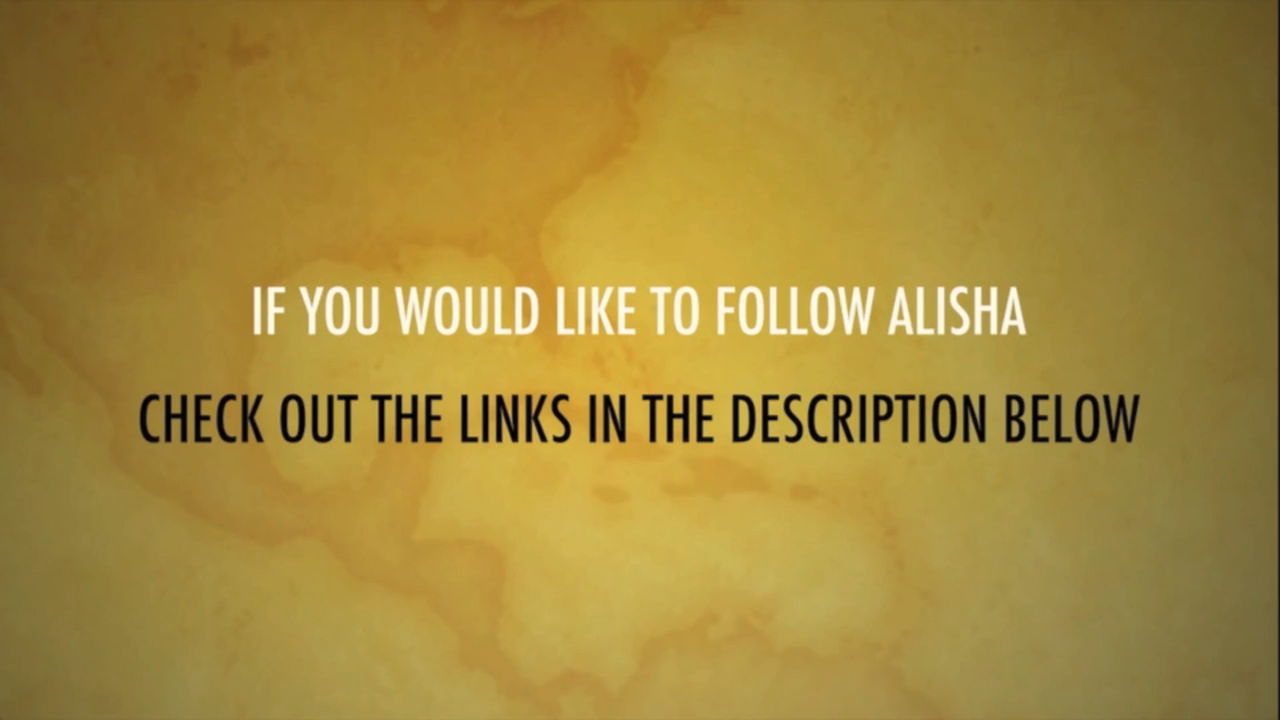 IF YOU WOULD LIKE TO FOLLOW ALISHA
CHECK OUT THE LINKS IN THE DESCRIPTION BELOW